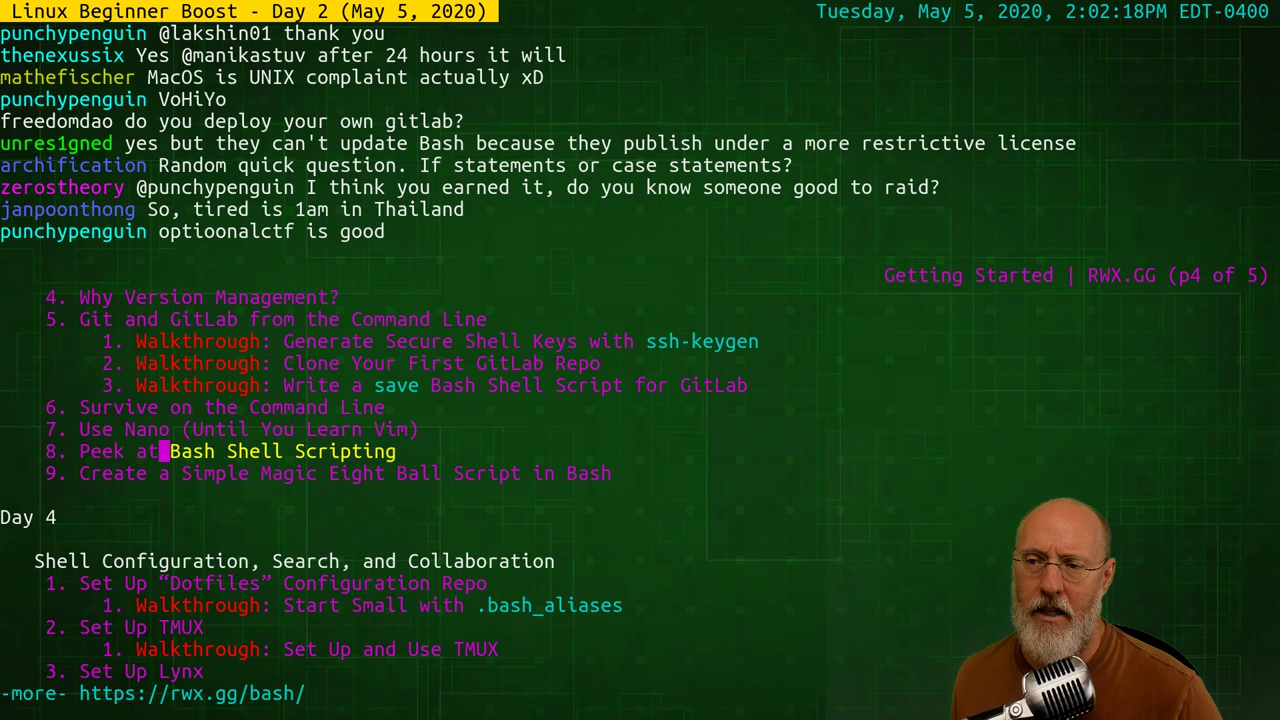 Linux Beginner Boost - Day 2 (May 5, 2020)
Tuesday, May 5, 2020, 2:02:18PM EDT-0400
punchypenguin @lakshin01 thank you
thenexussix Yes @manikastuv after 24 hours it will
mathefischer MacOS is UNIX complaint actually xD
punchypenguin VoHiYo
freedomdao do you deploy your own gitlab?
unres1gned yes but they can't update Bash because they publish under a more restrictive license
archification Random quick question. If statements or case statements?
zerostheory @punchypenguin I think you earned it, do you know someone good to raid?
janpoonthong So, tired is 1am in Thailand
punchypenguin optioonalctf is good
Getting Started | RWX.GG (p4 of 5)
4. Why Version Management?
5. Git and GitLab from the Command Line
1. Walkthrough: Generate Secure Shell Keys with ssh-keygen
2. Walkthrough: Clone Your First GitLab Repo
3. Walkthrough: Write a save Bash Shell Script for GitLab
6. Survive on the Command Line
7. Use Nano (Until You Learn Vim)
8. Peek at Bash Shell Scripting
9. Create a Simple Magic Eight Ball Script in Bash
Day 4
Shell Configuration, Search, and Collaboration
1. Set Up “Dotfiles” Configuration Repo
1. Walkthrough: Start Small with .bash_aliases
2. Set Up TMUX
1. Walkthrough: Set Up and Use TMUX
3. Set Up Lynx
-more- https://rwx.gg/bash/